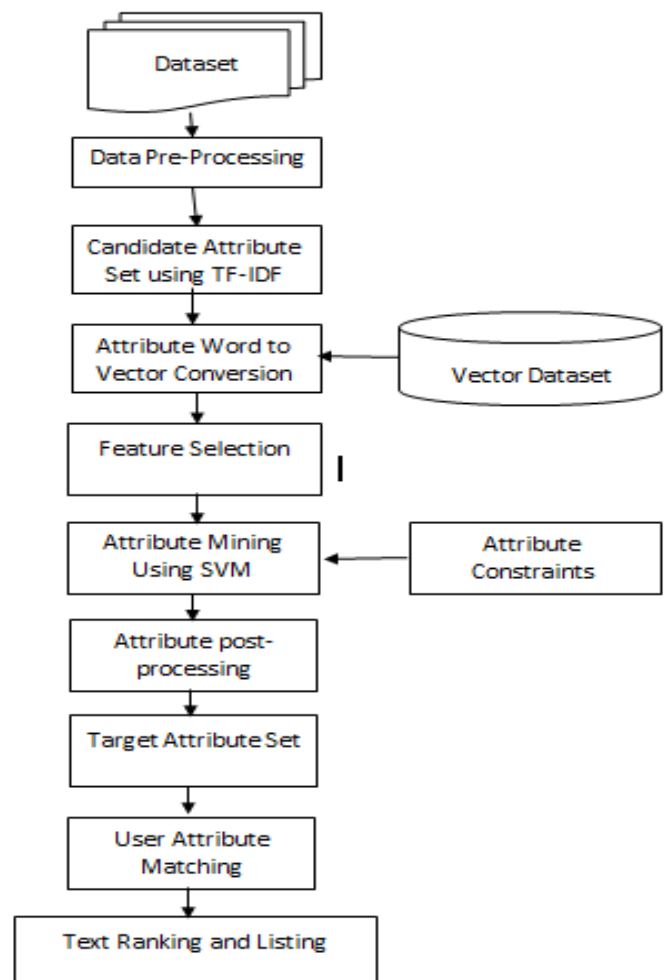 Dataset
Data Pre-Processing
Candidate Attribute
Set using TF-IDF
Attribute Word to
Vector Conversion
Vector Dataset
Feature Selection
Attribute Mining
Using SVM
Attribute
Constraints
Attribute post-
processing
Target Attribute Set
User Attribute
Matching
Text Ranking and Listing